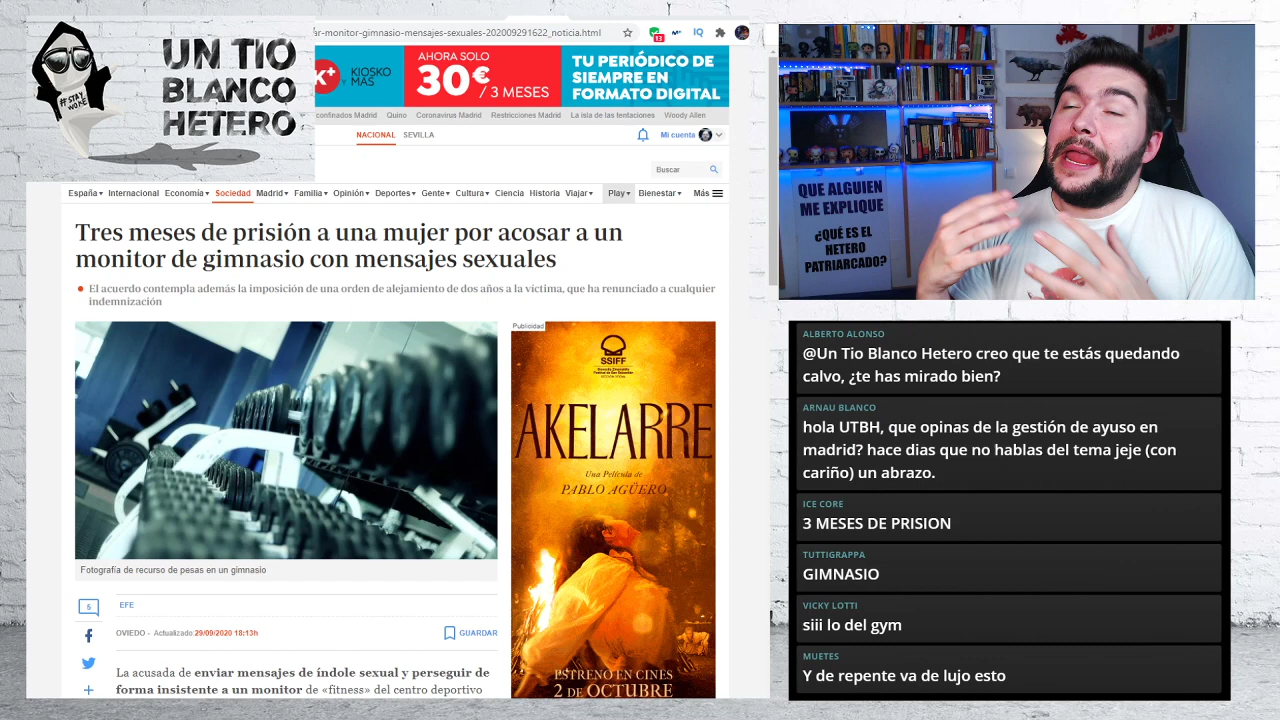 #STAY
WOKE
UN TIO
BLANCO
HETERO
ar-monitor-gimnasio-mensajes-sexuales-202009291622_noticia.html
13
IQ
K+
KIOSKO
Y MÁS
AHORA SOLO
30€
/ 3 MESES
TU PERIÓDICO DE
SIEMPRE EN
FORMATO DIGITAL
confinados Madrid Quino Coronavirus Madrid Restricciones Madrid La isla de las tentaciones Woody Allen
NACIONAL SEVILLA
Mi cuenta
Buscar
España Internacional Economía Sociedad Madrid Familia Opinión Deportes Gente Cultura Ciencia Historia Viajar Play Bienestar Más
Tres meses de prisión a una mujer por acosar a un
monitor de gimnasio con mensajes sexuales
El acuerdo contempla además la imposición de una orden de alejamiento de dos años a la víctima, que ha renunciado a cualquier
indemnización
Publicidad
SSIFF
AKELARRE
Una Película de
PABLO AGÜERO
ESTRENO EN CINES
2 DE OCTUBRE
Fotografía de recurso de pesas en un gimnasio
5
EFE
OVIEDO - Actualizado 29/09/2020 18:13h
GUARDAR
La acusada de enviar mensajes de índole sexual y perseguir de
forma insistente a un monitor de «fitness» del centro deportivo
QUE ALGUIEN
ME EXPLIQUE
¿QUÉ ES EL
HETERO
PATRIARCADO?
ALBERTO ALONSO
@Un Tio Blanco Hetero creo que te estás quedando
calvo, ¿te has mirado bien?
ARNAU BLANCO
hola UTBH, que opinas de la gestión de ayuso en
madrid? hace dias que no hablas del tema jeje (con
cariño) un abrazo.
ICE CORE
3 MESES DE PRISION
TUTTIGRAPPA
GIMNASIO
VICKY LOTTI
siii lo del gym
MUETES
Y de repente va de lujo esto